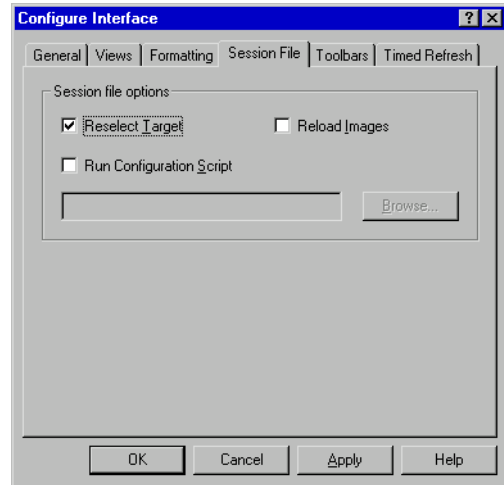 Configure Interface
General Views Formatting Session File Toolbars Timed Refresh
Session file options
Reselect Target Reload Images
Run Configuration Script
Browse...
OK Cancel Apply Help